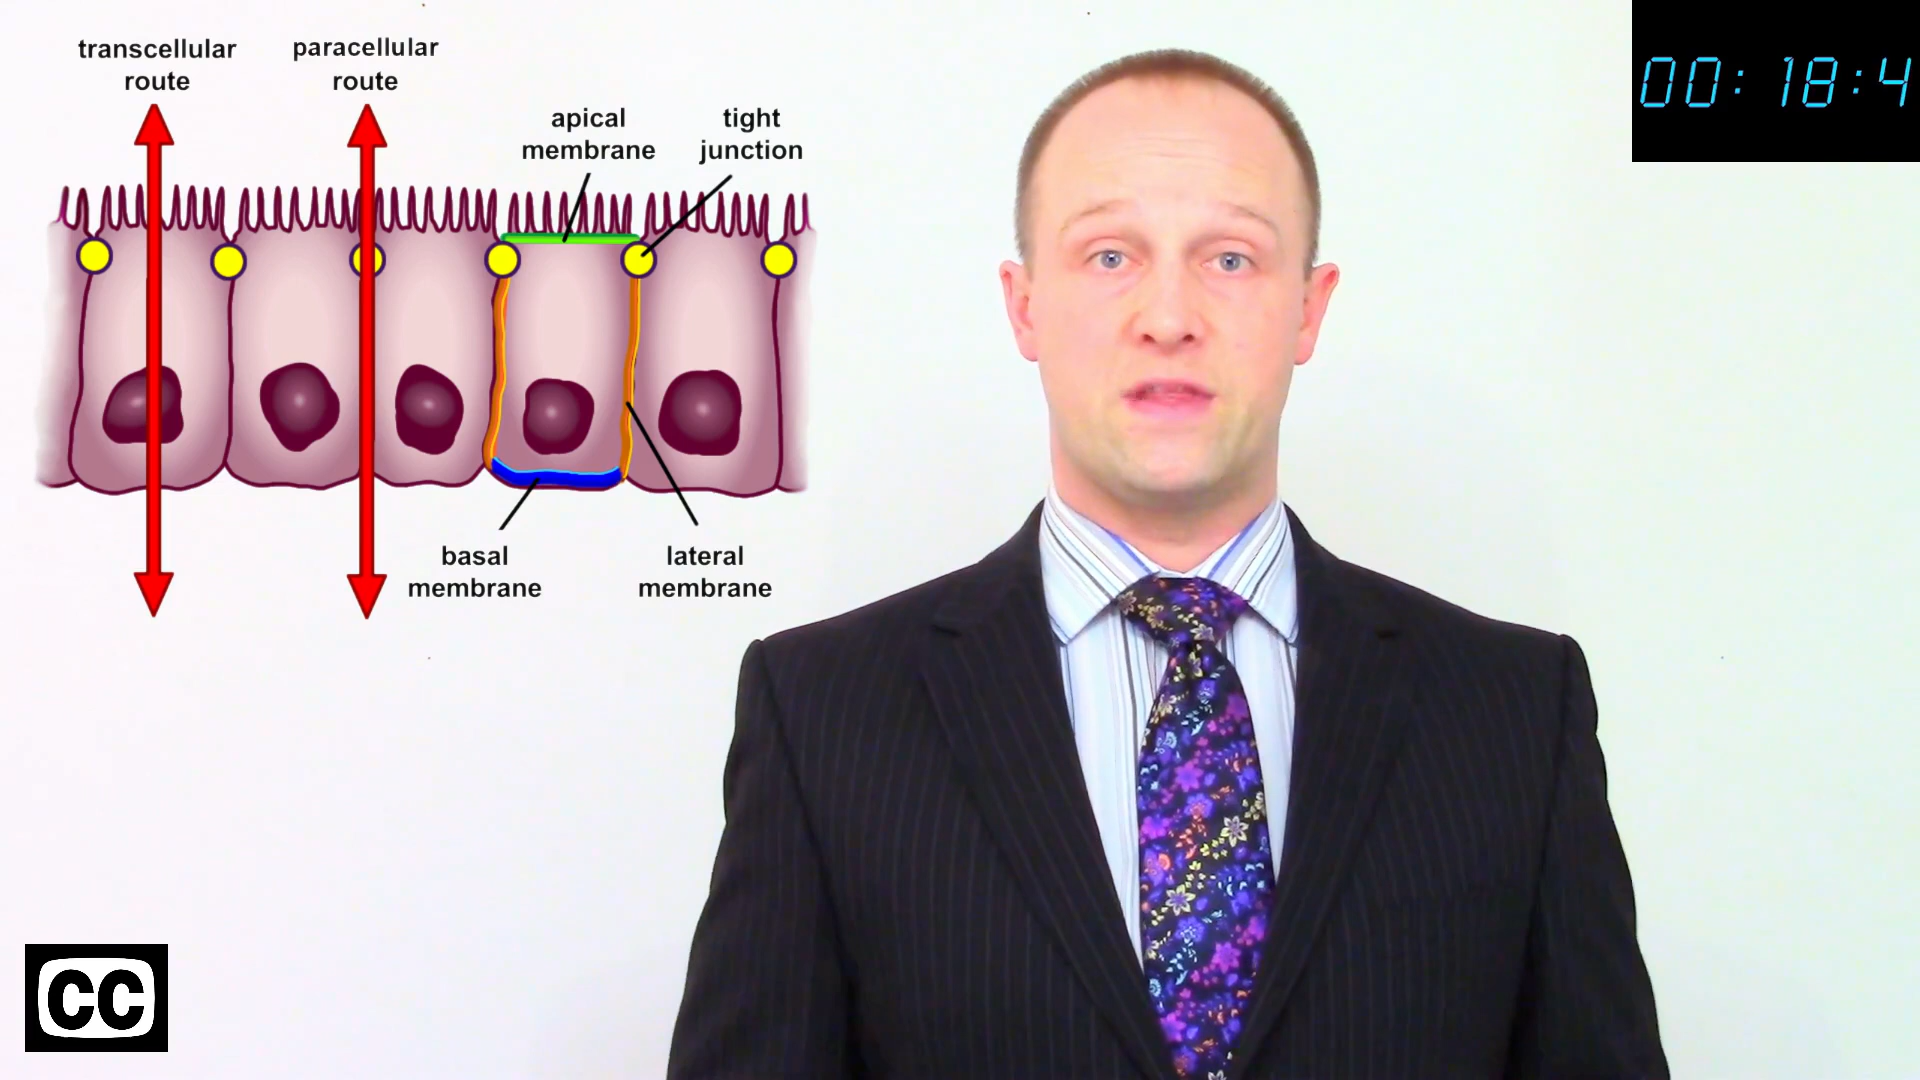 transcellular
route
paracellular
route
apical
membrane
tight
junction
basal
membrane
lateral
membrane
00:18:4
CC